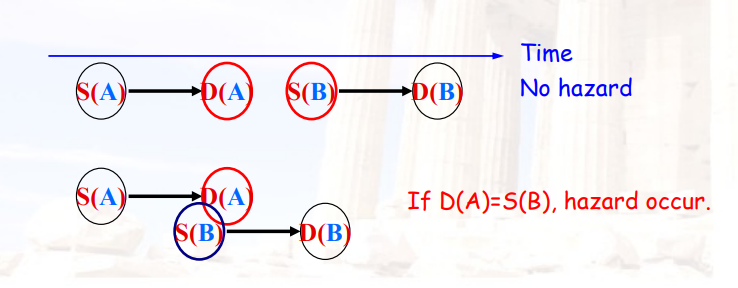 Time
S(A) D(A) S(B) D(B) No hazard
S(A) D(A) If D(A)=S(B), hazard occur.
S(B) D(B)